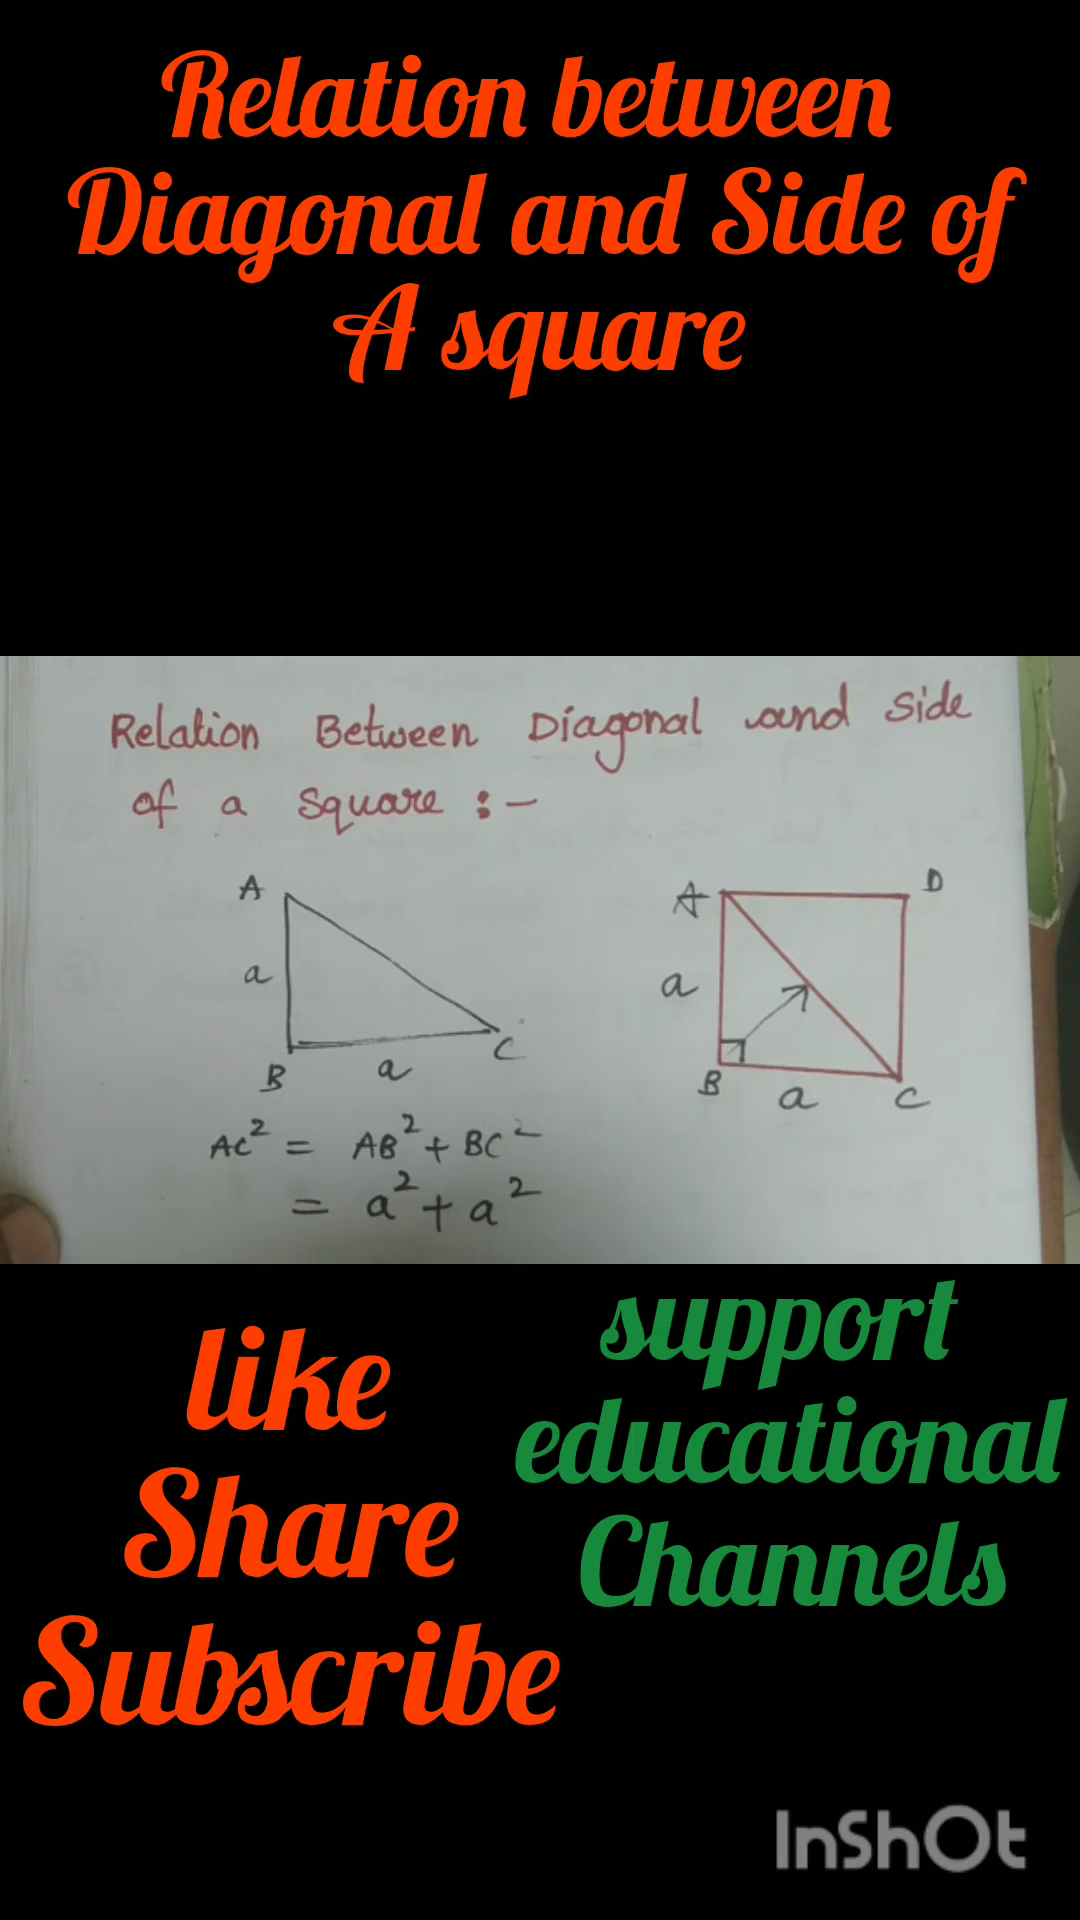 Relation between
Diagonal and Side of
A square
Relation Between Diagonal and Side
of a square :-
A
a
B
a
C
A
D
a
B
a
C
AC² = AB² + BC²
= a² + a²
like
Share
Subscribe
support
educational
Channels
InShOt